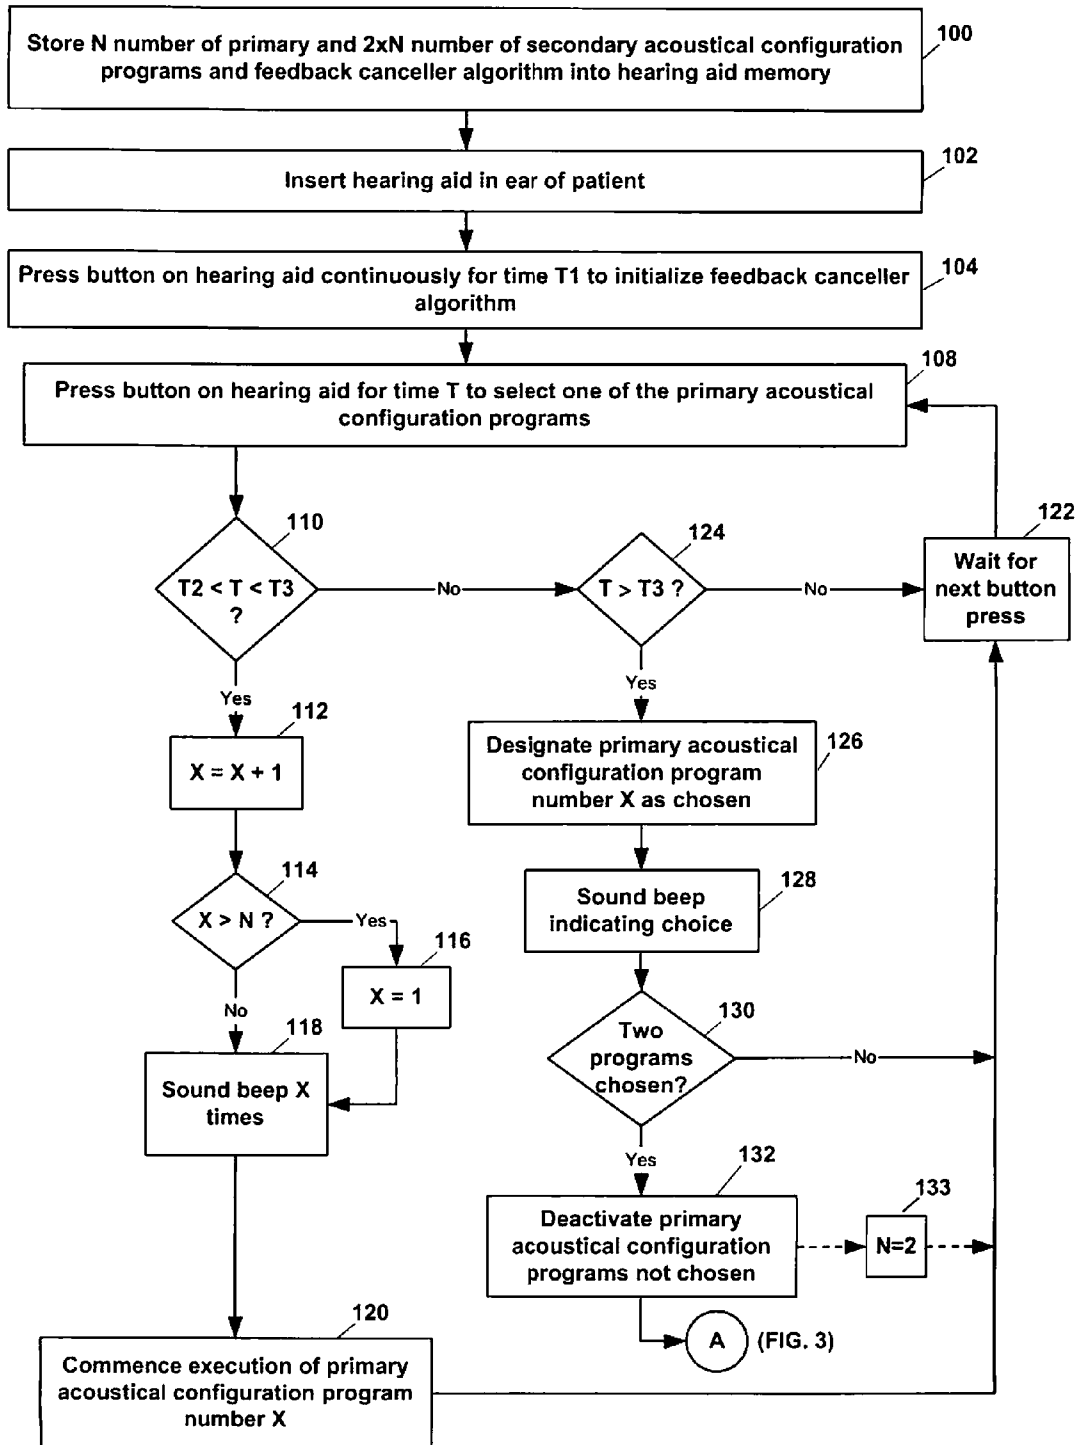 Store N number of primary and 2xN number of secondary acoustical configuration
programs and feedback canceller algorithm into hearing aid memory
100
Insert hearing aid in ear of patient
102
Press button on hearing aid continuously for time T1 to initialize feedback canceller
algorithm
104
Press button on hearing aid for time T to select one of the primary acoustical
configuration programs
108
110
T2 < T < T3
?
No
124
T > T3 ?
No
122
Wait for
next button
press
Yes
112
X = X + 1
Yes
Designate primary acoustical
configuration program
number X as chosen
126
114
X > N ?
Yes
116
X = 1
No
118
Sound beep X
times
Sound beep
indicating choice
128
130
Two
programs
chosen?
No
Yes
132
Deactivate primary
acoustical configuration
programs not chosen
133
N=2
A
(FIG. 3)
120
Commence execution of primary
acoustical configuration program
number X